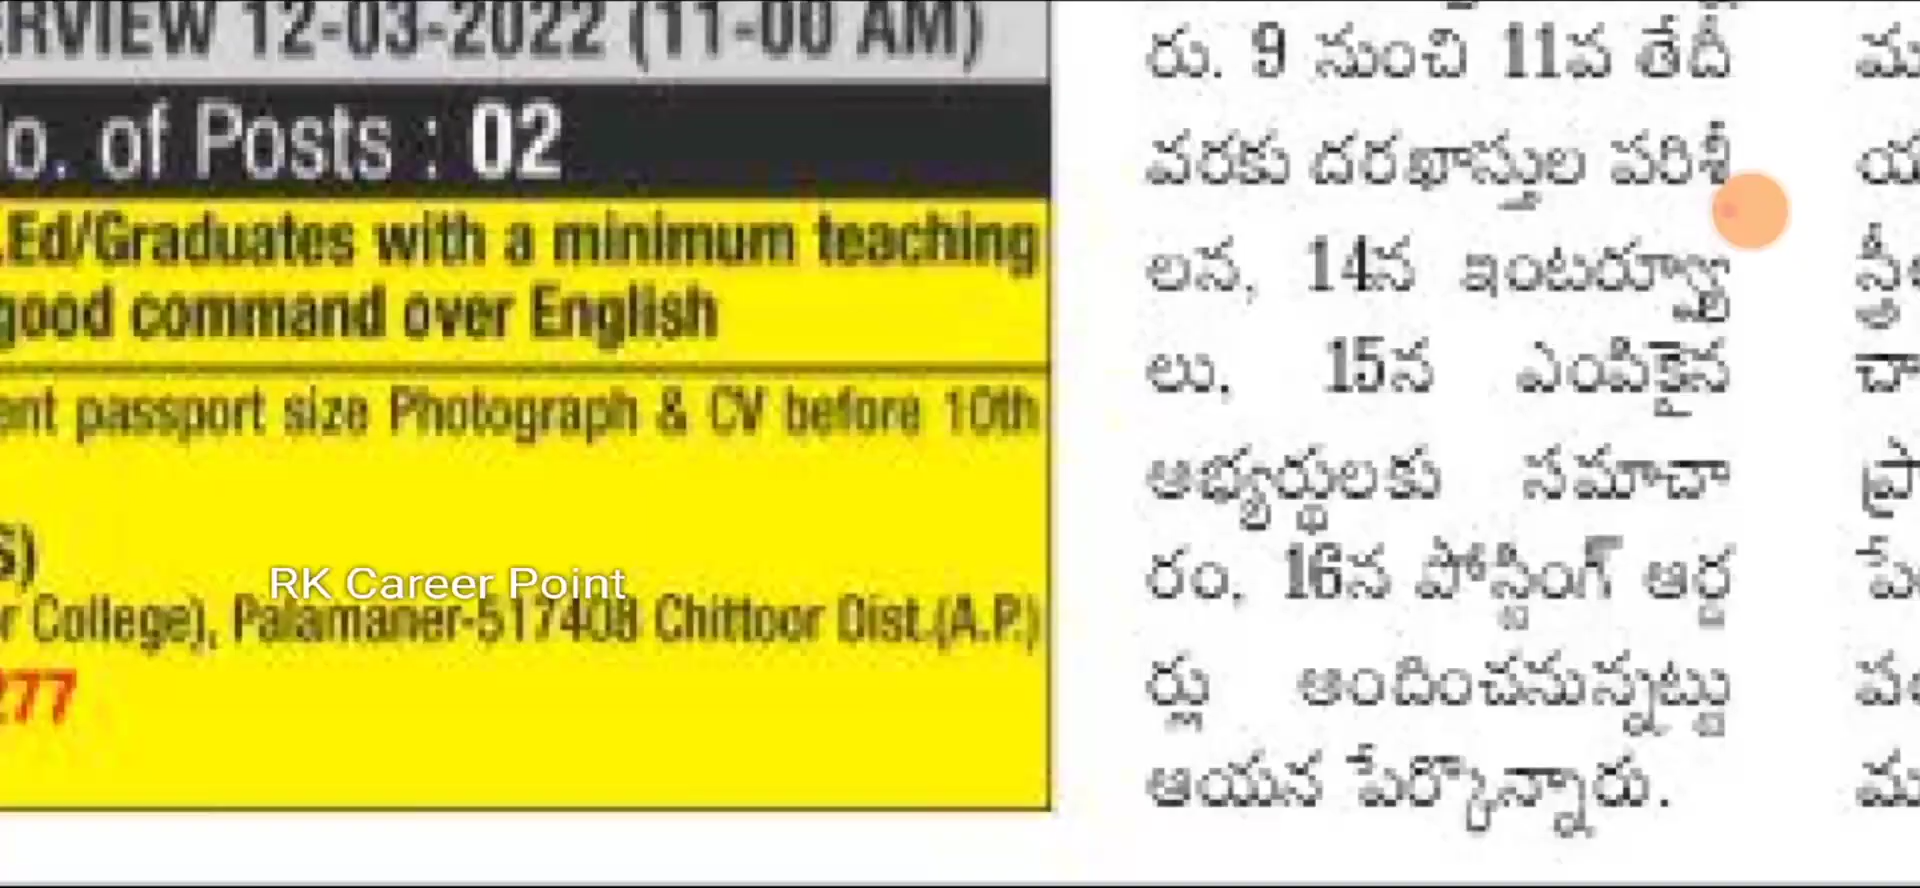 ERVIEW 12-03-2022 (11-00 AM)
No. of Posts : 02
.Ed/Graduates with a minimum teaching
good command over English
ent passport size Photograph & CV before 10th
S)
RK Career Point
r College), Palamaner-517408 Chittoor Dist.(A.P.)
277
రు. 9 నుంచి 11వ తేదీ
వరకు దరఖాస్తుల పరిశీ
లన, 14న ఇంటర్వ్యూ
లు, 15న ఎంపికైన
అభ్యర్థులకు సమాచా
రం, 16న పోస్టింగ్ ఆర్డ
ర్లు అందించనున్నట్టు
ఆయన పేర్కొన్నారు.